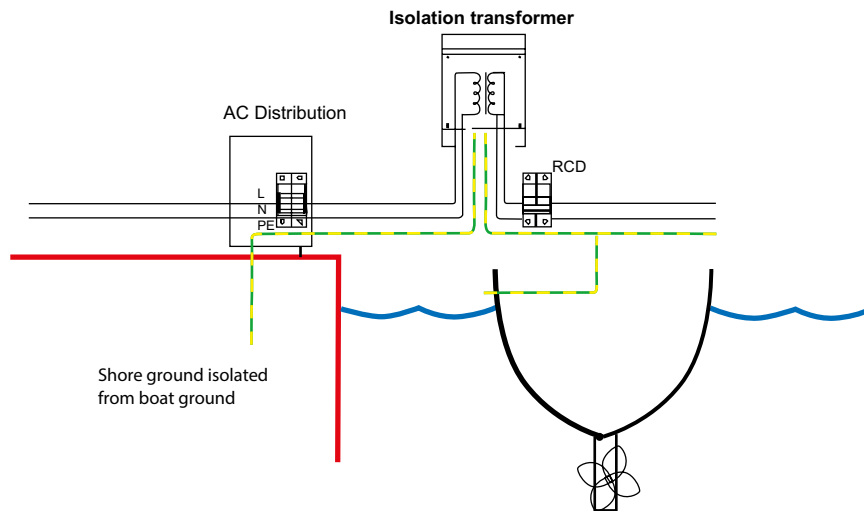 Isolation transformer
AC Distribution
RCD
L
N
PE
Shore ground isolated
from boat ground